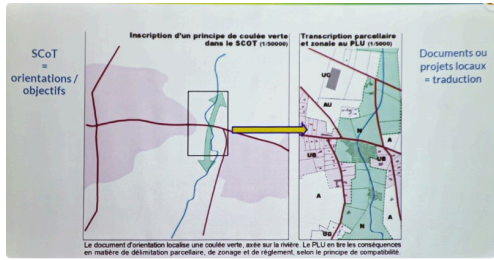 SCoT
=
orientations /
objectifs
Inscription d'un principe de coulée verte
dans le SCOT (1/50000)
Transcription parcellaire
et zonale au PLU (1/5000)
Documents ou
projets locaux
= traduction
UG
AU
N
A
UB
UB
A
A
N
UG
A
Le document d'orientation localise une coulée verte, axée sur la rivière. Le PLU en tire les conséquences
en matière de délimitation parcellaire, de zonage et de règlement, selon le principe de compatibilité.